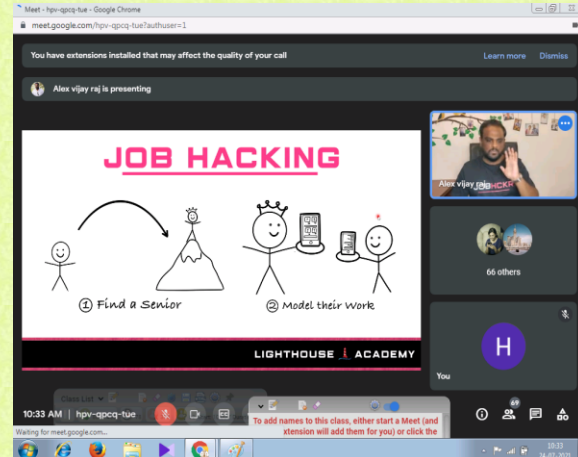 Meet - hpv-qpcq-tue - Google Chrome
meet.google.com/hpv-qpcq-tue?authuser=1
You have extensions installed that may affect the quality of your call
Learn more Dismiss
Alex vijay raj is presenting
JOB HACKING
① Find a Senior
② Model their Work
LIGHTHOUSE ACADEMY
Alex vijay raj
66 others
H
You
Class List
10:33 AM | hpv-qpcq-tue
69
To add names to this class, either start a Meet (and
xtension will add them for you) or click the
Waiting for meet.google.com...
10:33